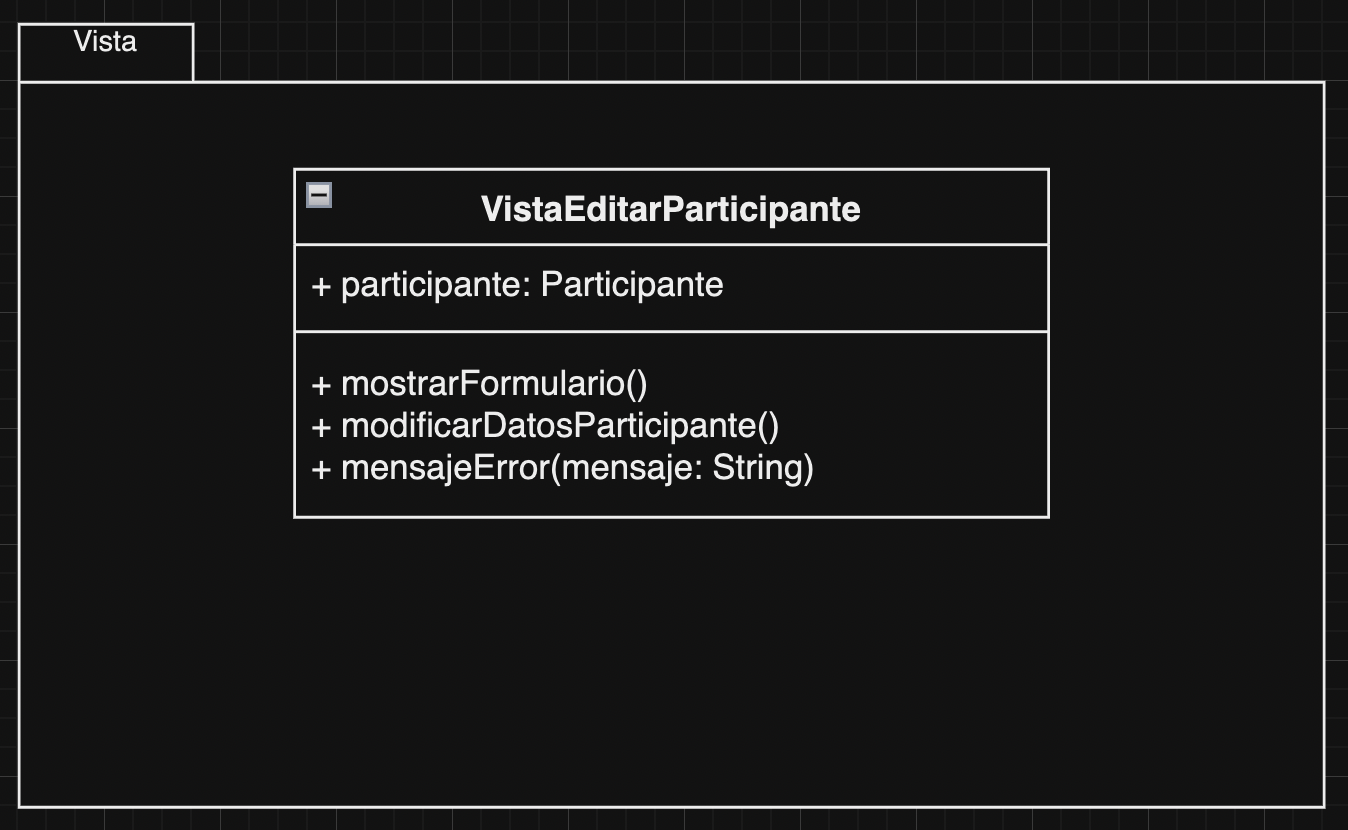 Vista
VistaEditarParticipante
+ participante: Participante
+ mostrarFormulario()
+ modificarDatosParticipante()
+ mensajeError(mensaje: String)